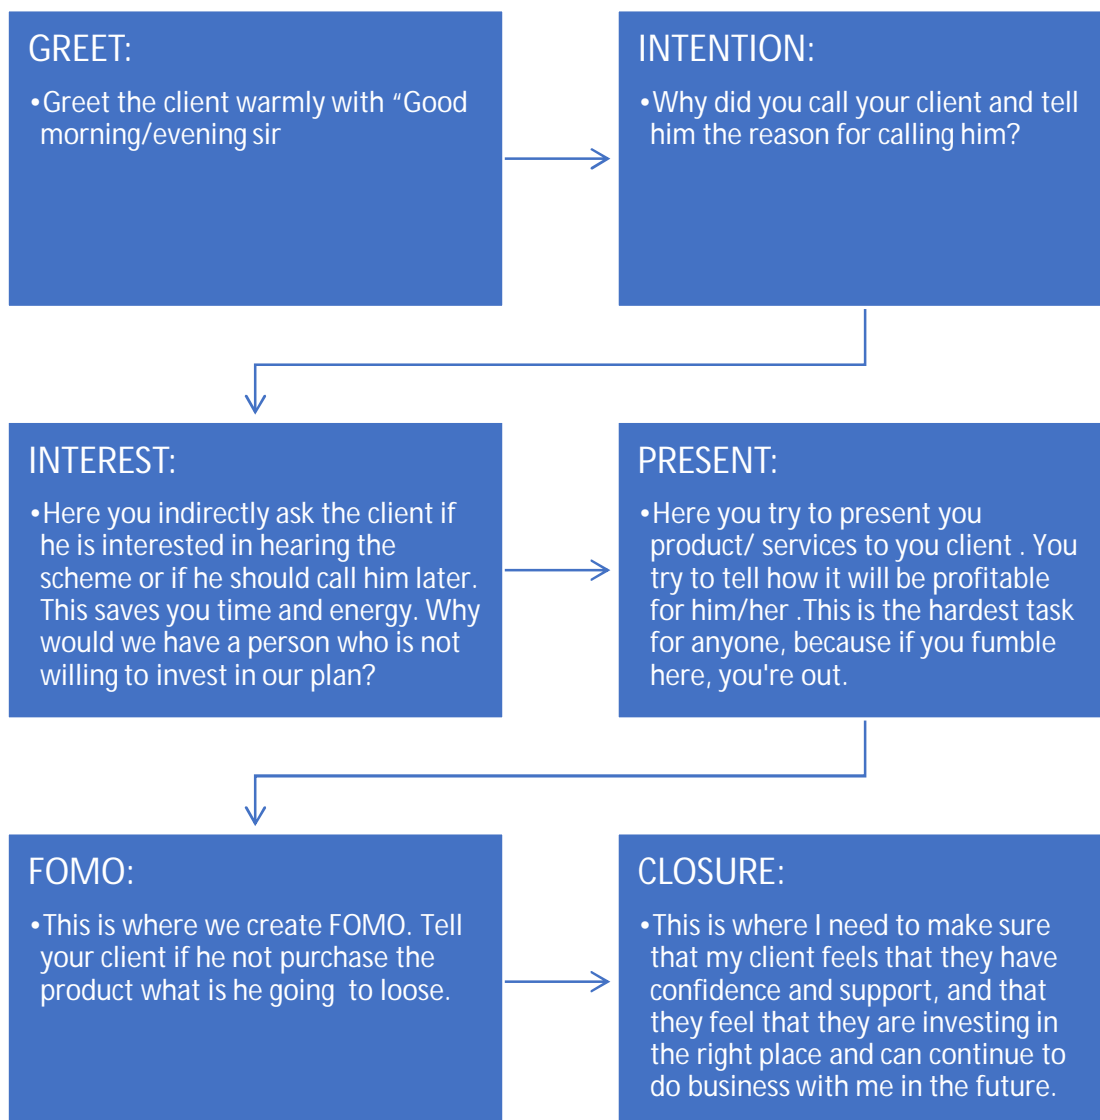 GREET:
•Greet the client warmly with “Good
morning/evening sir
INTENTION:
•Why did you call your client and tell
him the reason for calling him?
INTEREST:
•Here you indirectly ask the client if
he is interested in hearing the
scheme or if he should call him later.
This saves you time and energy. Why
would we have a person who is not
willing to invest in our plan?
PRESENT:
•Here you try to present you
product/ services to you client . You
try to tell how it will be profitable
for him/her .This is the hardest task
for anyone, because if you fumble
here, you're out.
FOMO:
•This is where we create FOMO. Tell
your client if he not purchase the
product what is he going  to loose.
CLOSURE:
•This is where I need to make sure
that my client feels that they have
confidence and support, and that
they feel that they are investing in
the right place and can continue to
do business with me in the future.